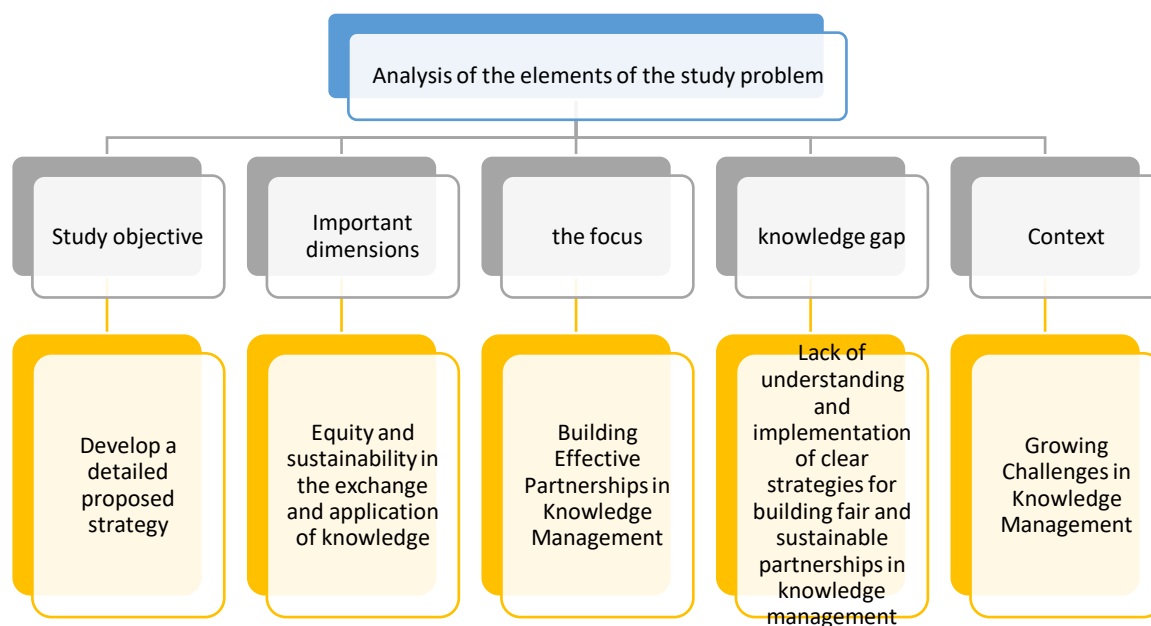 Analysis of the elements of the study problem
Study objective
Important
dimensions
the focus
knowledge gap
Context
Develop a
detailed
proposed
strategy
Equity and
sustainability in
the exchange
and application
of knowledge
Building
Effective
Partnerships in
Knowledge
Management
Lack of
understanding
and
implementation
of clear
strategies for
building fair and
sustainable
partnerships in
knowledge
management
Growing
Challenges in
Knowledge
Management